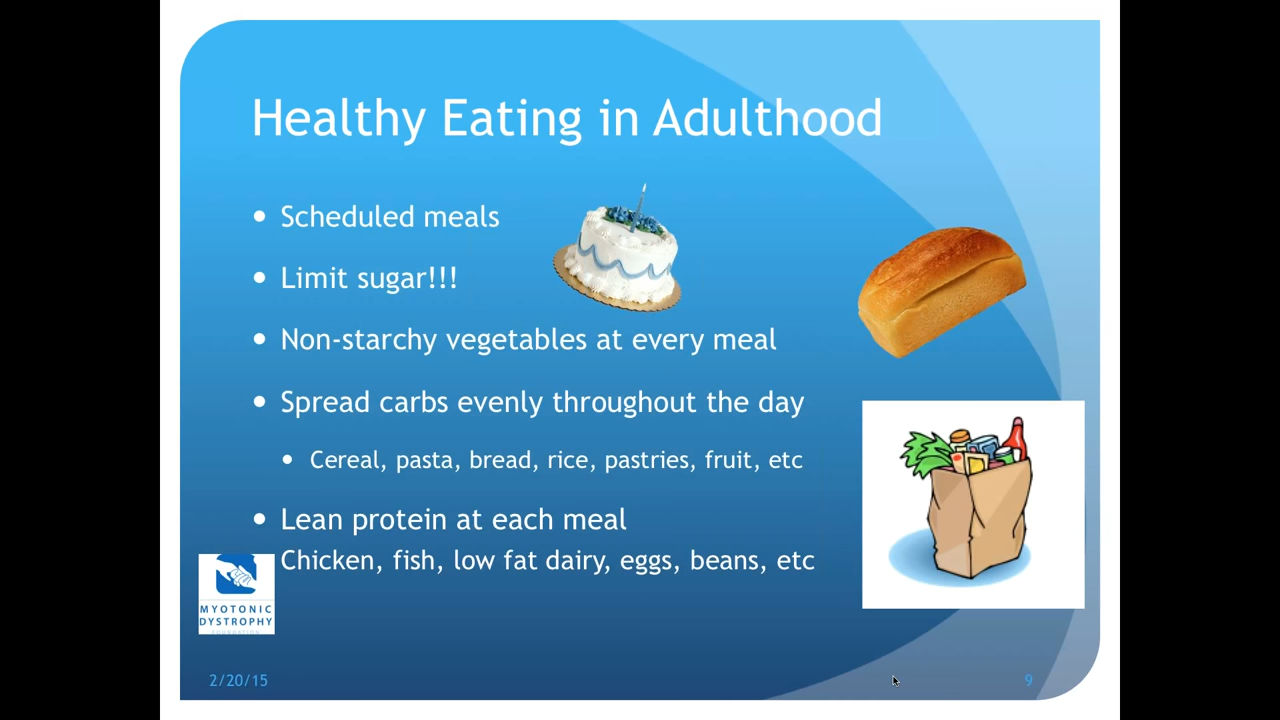 Healthy Eating in Adulthood
• Scheduled meals
• Limit sugar!!!
• Non-starchy vegetables at every meal
• Spread carbs evenly throughout the day
• Cereal, pasta, bread, rice, pastries, fruit, etc
• Lean protein at each meal
Chicken, fish, low fat dairy, eggs, beans, etc
MYOTONIC
DYSTROPHY
FOUNDATION
2/20/15
9